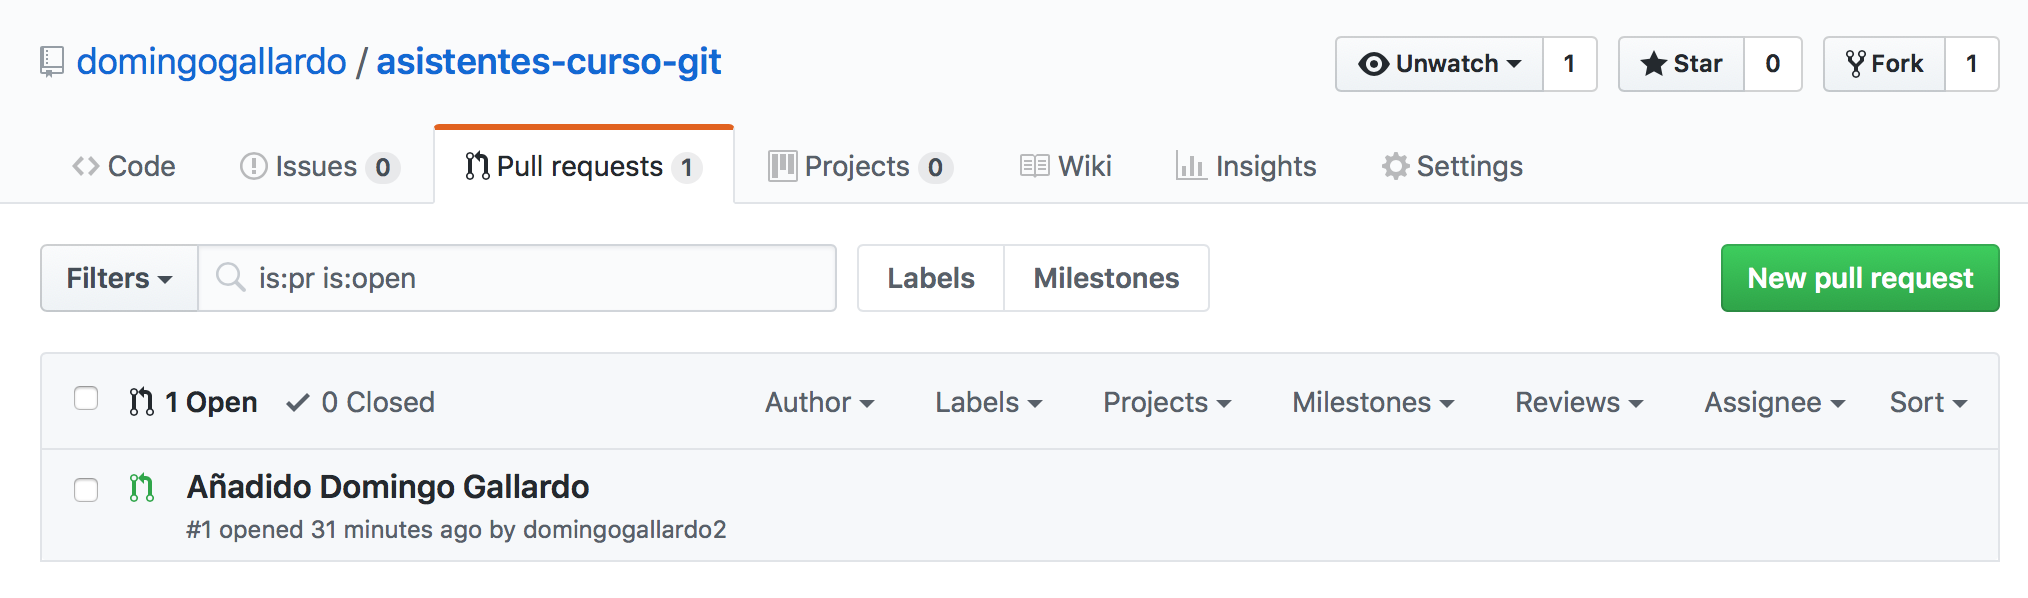 domingogallardo / asistentes-curso-git Unwatch 1 Star 0 Fork 1
Code Issues 0 Pull requests 1 Projects 0 Wiki Insights Settings
Filters is:pr is:open Labels Milestones New pull request
1 Open 0 Closed Author Labels Projects Milestones Reviews Assignee Sort
Añadido Domingo Gallardo
#1 opened 31 minutes ago by domingogallardo2